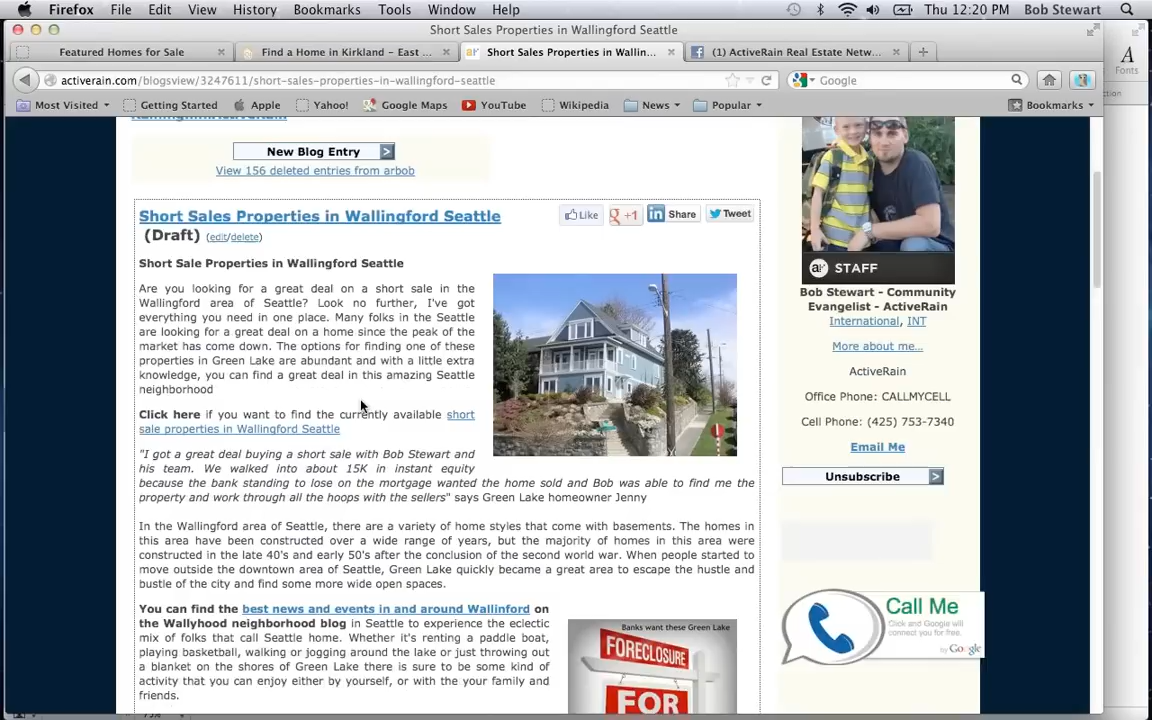 Firefox File Edit View History Bookmarks Tools Window Help Thu 12:20 PM Bob Stewart
Short Sales Properties in Wallingford Seattle
Featured Homes for Sale
Find a Home in Kirkland – East ...
Short Sales Properties in Wallin...
(1) ActiveRain Real Estate Netw...
activerain.com/blogsview/3247611/short-sales-properties-in-wallingford-seattle
Google
A
Fonts
Most Visited Getting Started Apple Yahoo! Google Maps YouTube Wikipedia News Popular Bookmarks
New Blog Entry >
View 156 deleted entries from arbob
Short Sales Properties in Wallingford Seattle
(Draft) (edit/delete)
Like
+1
in Share
Tweet
Short Sale Properties in Wallingford Seattle
Are you looking for a great deal on a short sale in the
Wallingford area of Seattle? Look no further, I've got
everything you need in one place. Many folks in the Seattle
are looking for a great deal on a home since the peak of the
market has come down. The options for finding one of these
properties in Green Lake are abundant and with a little extra
knowledge, you can find a great deal in this amazing Seattle
neighborhood
Click here if you want to find the currently available short
sale properties in Wallingford Seattle
"I got a great deal buying a short sale with Bob Stewart and
his team. We walked into about 15K in instant equity
because the bank standing to lose on the mortgage wanted the home sold and Bob was able to find me the
property and work through all the hoops with the sellers" says Green Lake homeowner Jenny
In the Wallingford area of Seattle, there are a variety of home styles that come with basements. The homes in
this area have been constructed over a wide range of years, but the majority of homes in this area were
constructed in the late 40's and early 50's after the conclusion of the second world war. When people started to
move outside the downtown area of Seattle, Green Lake quickly became a great area to escape the hustle and
bustle of the city and find some more wide open spaces.
You can find the best news and events in and around Wallinford on
the Wallyhood neighborhood blog in Seattle to experience the eclectic
mix of folks that call Seattle home. Whether it's renting a paddle boat,
playing basketball, walking or jogging around the lake or just throwing out
a blanket on the shores of Green Lake there is sure to be some kind of
activity that you can enjoy either by yourself, or with the your family and
friends.
Banks want these Green Lake
FORECLOSURE
FOR
ar STAFF
Bob Stewart - Community
Evangelist - ActiveRain
International, INT
More about me...
ActiveRain
Office Phone: CALLMYCELL
Cell Phone: (425) 753-7340
Email Me
Unsubscribe >
Call Me
Click and Google will
connect you for free.
by Google